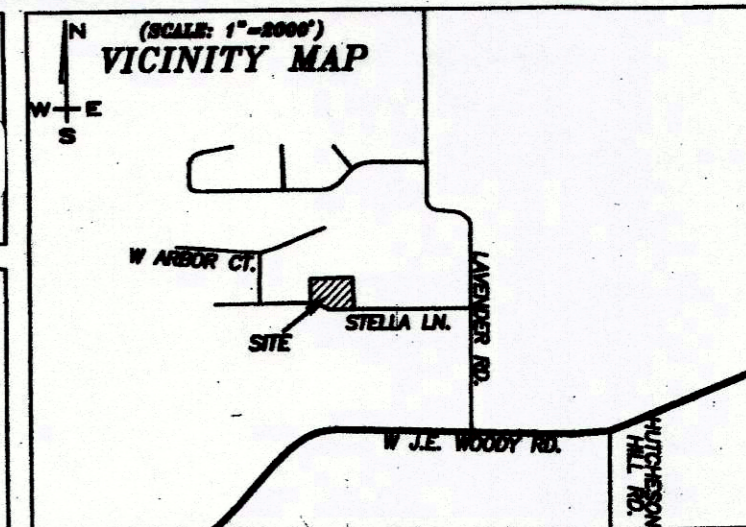 N
(SCALE: 1"=2000')
VICINITY MAP
W E
S
W ARBOR CT.
SITE
STELLA LN.
LAVENDER RD.
W J.E. WOODY RD.
HUTCHESON
HILL RD.